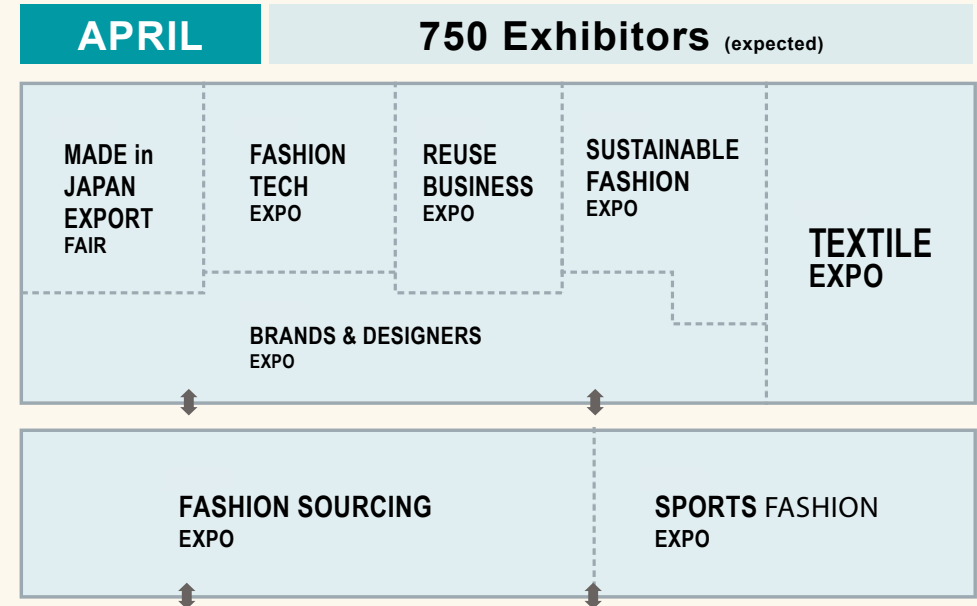 APRIL
750 Exhibitors (expected)
MADE in
JAPAN
EXPORT
FAIR
FASHION
TECH
EXPO
REUSE
BUSINESS
EXPO
SUSTAINABLE
FASHION
EXPO
TEXTILE
EXPO
BRANDS & DESIGNERS
EXPO
FASHION SOURCING
EXPO
SPORTS FASHION
EXPO